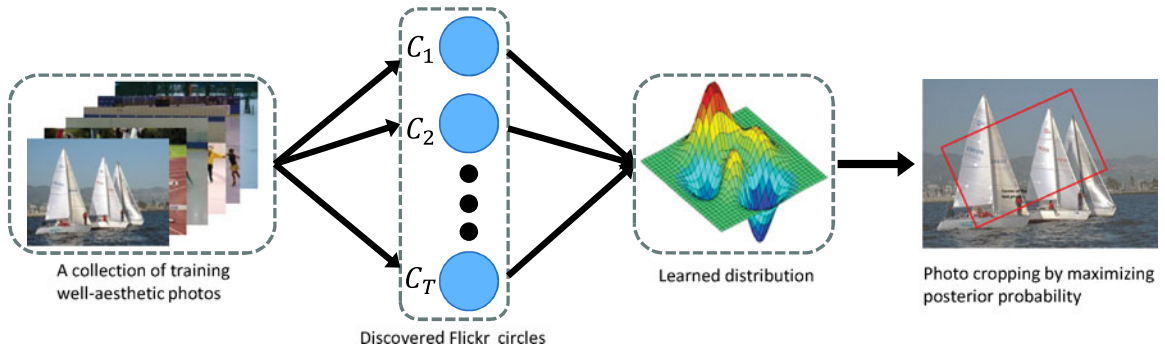 C₁
C₂
C_T
A collection of training
well-aesthetic photos
Discovered Flickr circles
Learned distribution
Photo cropping by maximizing
posterior probability